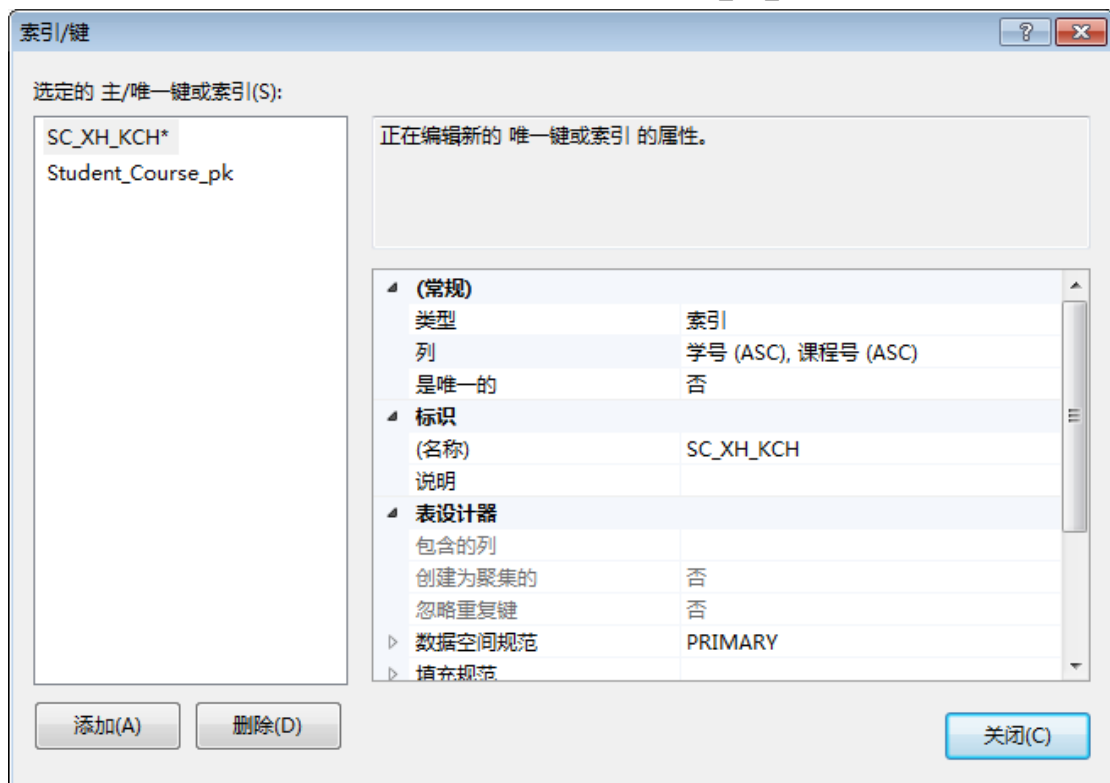 索引/键
选定的 主/唯一键或索引(S):
SC_XH_KCH*
Student_Course_pk
正在编辑新的 唯一键或索引 的属性。
(常规)
类型 索引
列 学号 (ASC), 课程号 (ASC)
是唯一的 否
标识
(名称) SC_XH_KCH
说明
表设计器
包含的列
创建为聚集的 否
忽略重复键 否
数据空间规范 PRIMARY
填充规范
添加(A) 删除(D)
关闭(C)